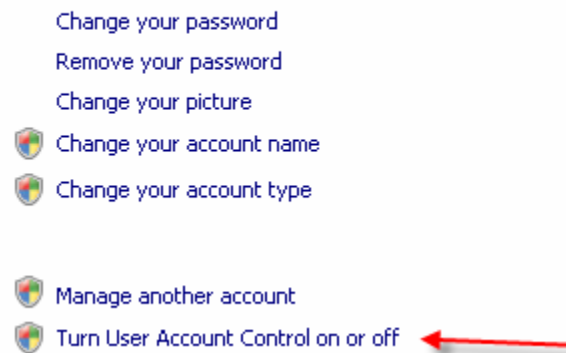 Change your password
Remove your password
Change your picture
Change your account name
Change your account type
Manage another account
Turn User Account Control on or off